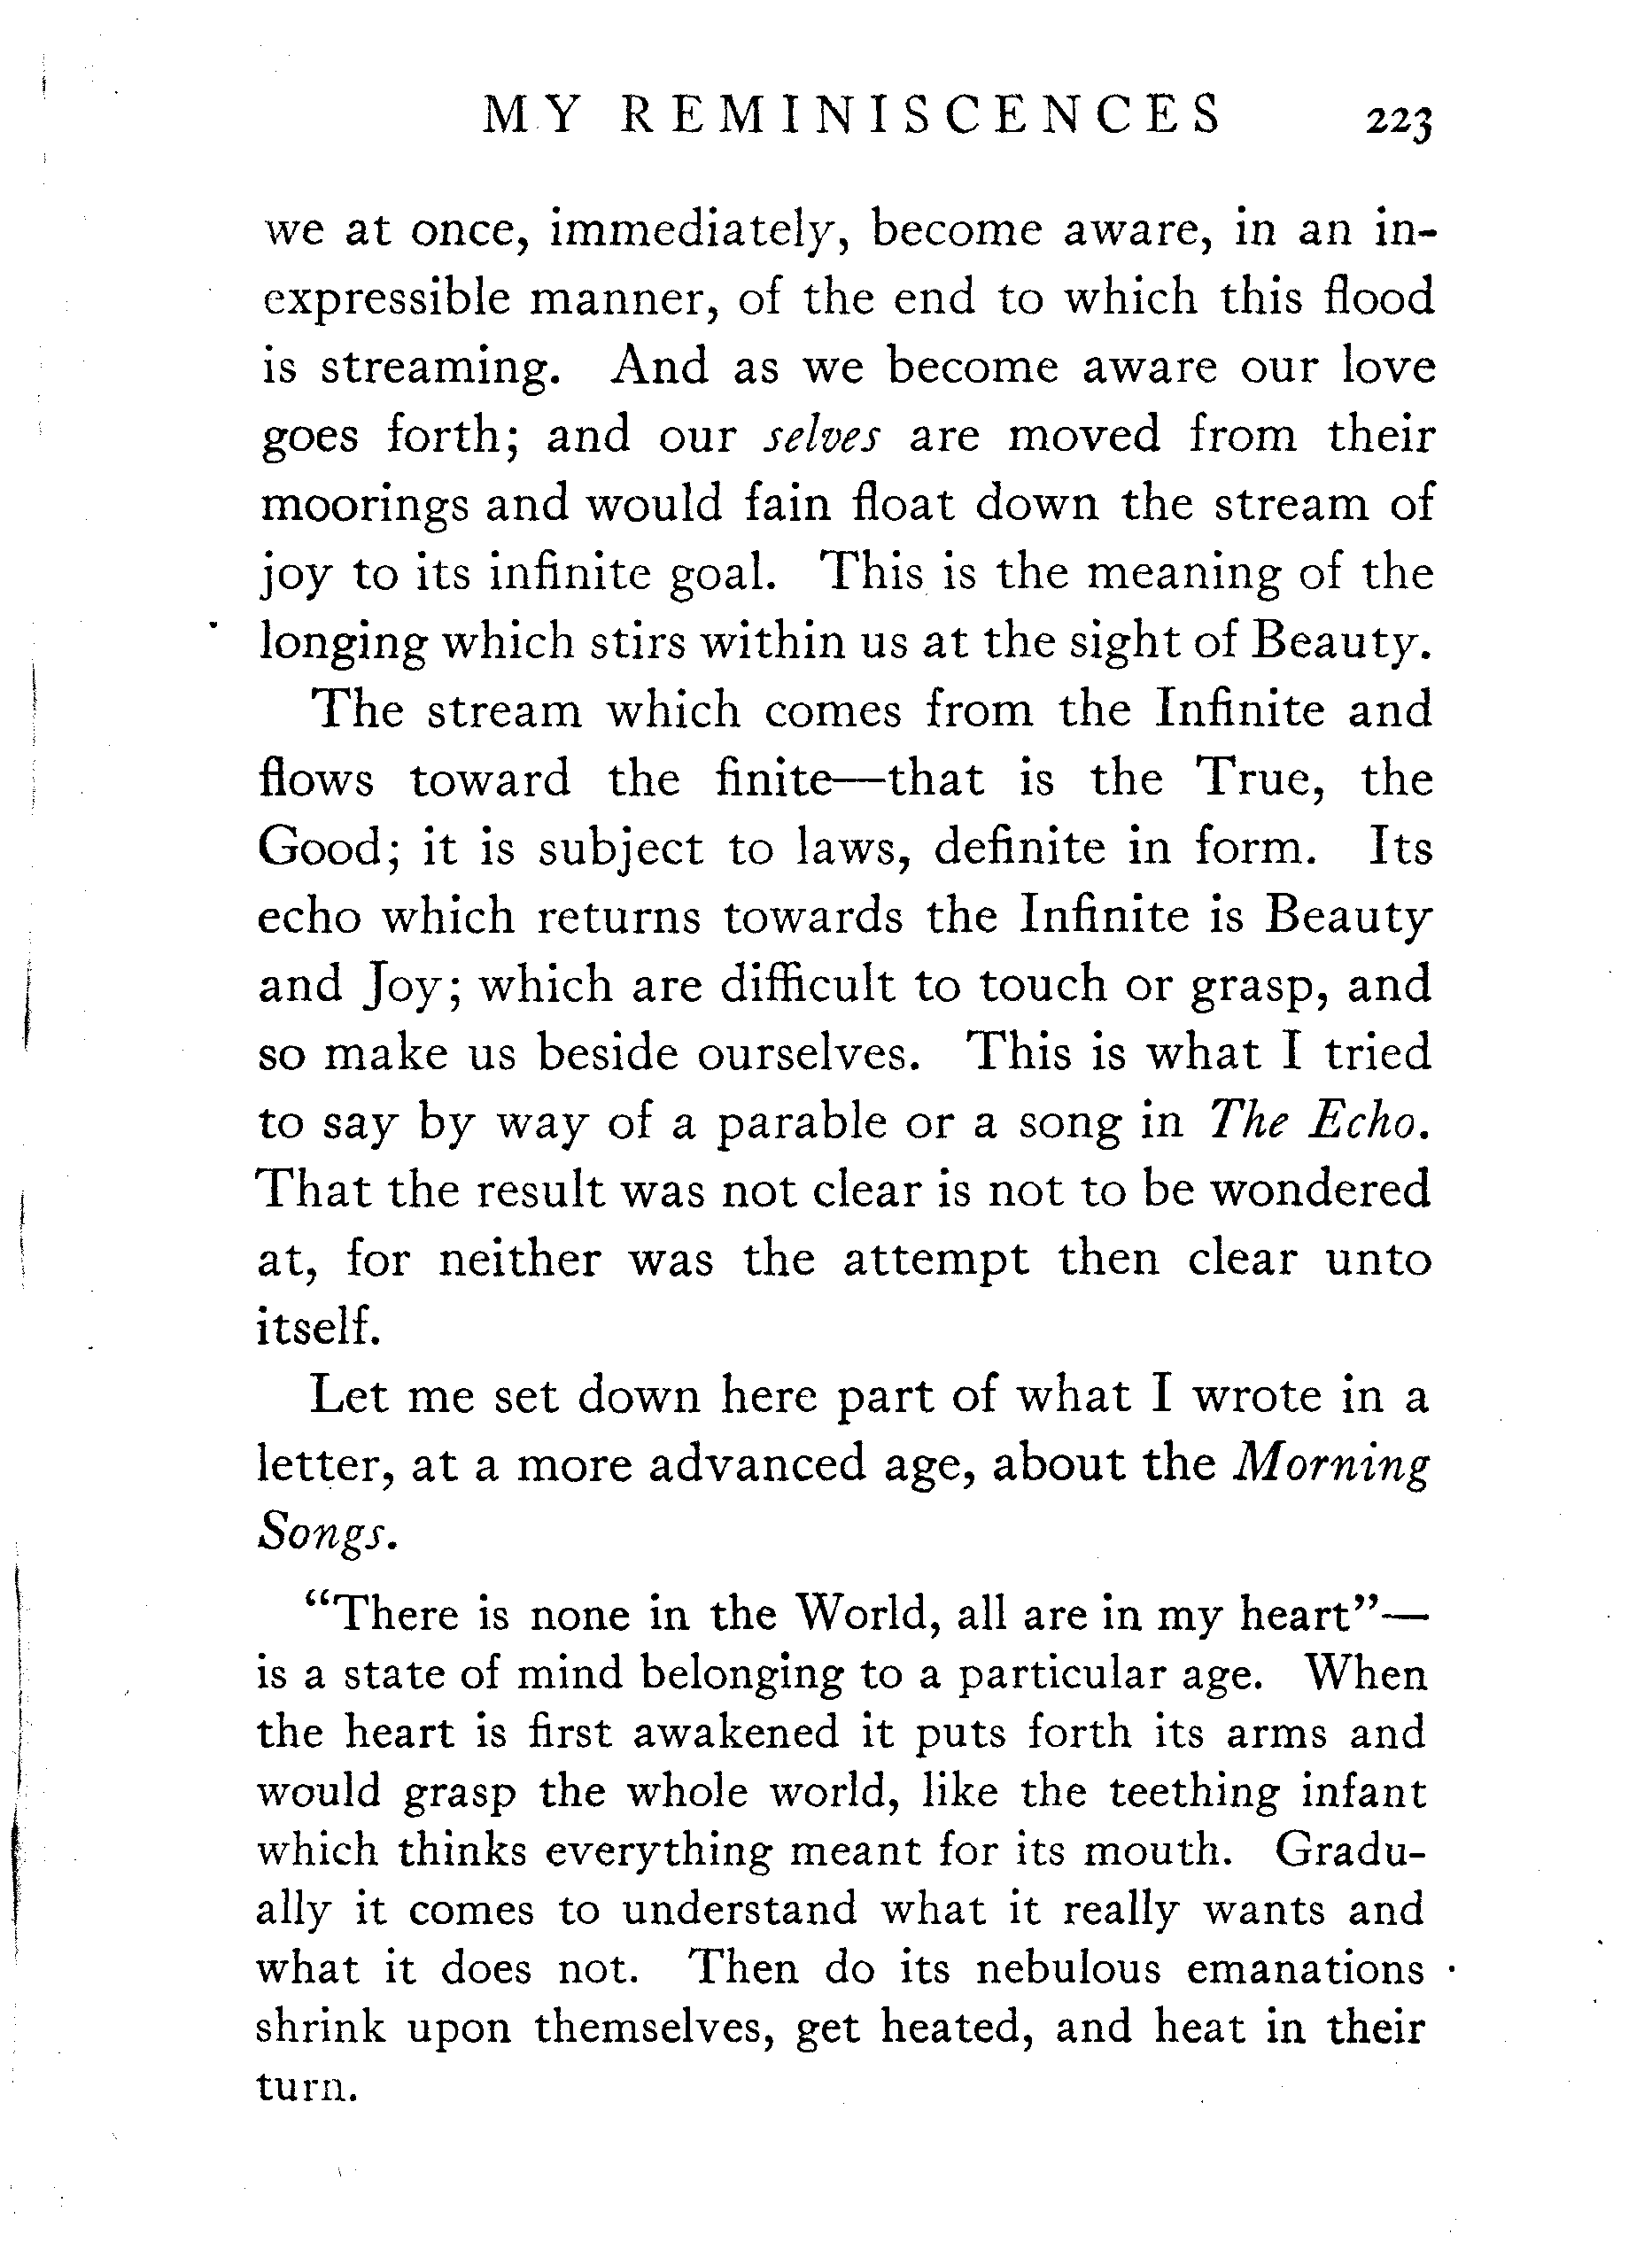 MY REMINISCENCES 223
we at once, immediately, become aware, in an in-
expressible manner, of the end to which this flood
is streaming. And as we become aware our love
goes forth; and our selves are moved from their
moorings and would fain float down the stream of
joy to its infinite goal. This is the meaning of the
longing which stirs within us at the sight of Beauty.
The stream which comes from the Infinite and
flows toward the finite—that is the True, the
Good; it is subject to laws, definite in form. Its
echo which returns towards the Infinite is Beauty
and Joy; which are difficult to touch or grasp, and
so make us beside ourselves. This is what I tried
to say by way of a parable or a song in The Echo.
That the result was not clear is not to be wondered
at, for neither was the attempt then clear unto
itself.
Let me set down here part of what I wrote in a
letter, at a more advanced age, about the Morning
Songs.
“There is none in the World, all are in my heart”—
is a state of mind belonging to a particular age. When
the heart is first awakened it puts forth its arms and
would grasp the whole world, like the teething infant
which thinks everything meant for its mouth. Gradu-
ally it comes to understand what it really wants and
what it does not. Then do its nebulous emanations
shrink upon themselves, get heated, and heat in their
turn.